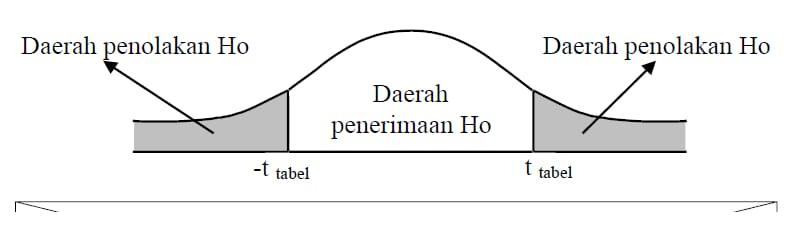 Daerah penolakan Ho
Daerah penolakan Ho
Daerah
penerimaan Ho
-t tabel
t tabel